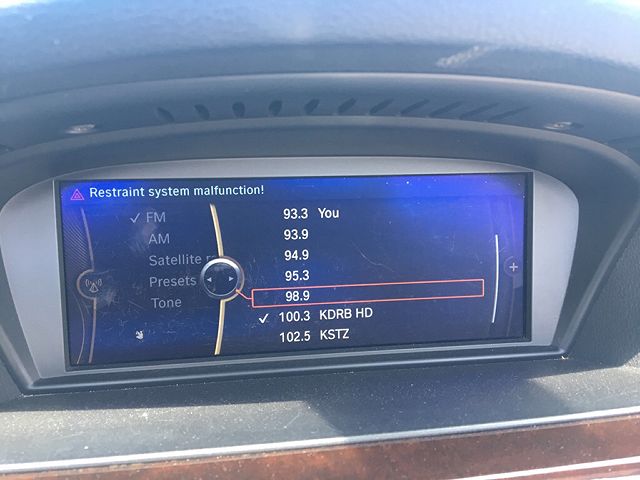 Restraint system malfunction!
FM
AM
Satellite r
Presets
Tone
93.3 You
93.9
94.9
95.3
98.9
100.3 KDRB HD
102.5 KSTZ